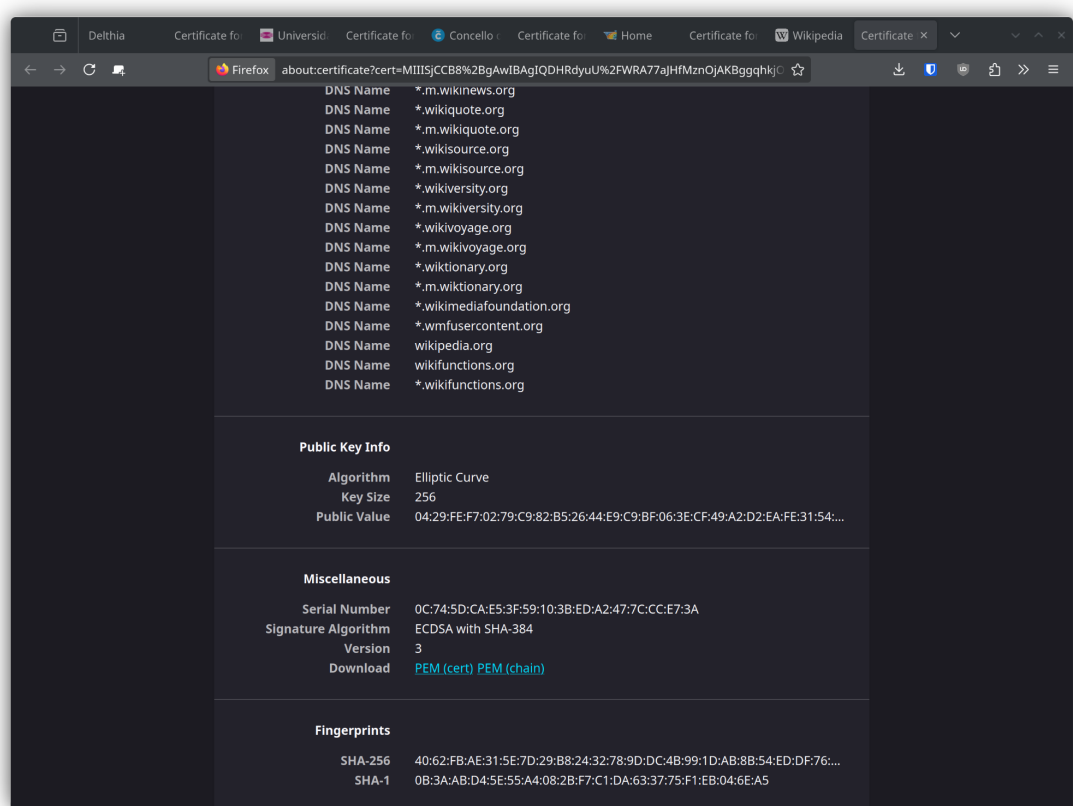 Delthia Certificate fo Universid Certificate fo Concello Certificate fo Home Certificate fo Wikipedia Certificate
Firefox about:certificate?cert=MIIISjCCB8%2BgAwIBAgIQDHRdyuU%2FWRA77aJHfMznOjAKBggqhkjO
DNS Name *.m.wikinews.org
DNS Name *.wikiquote.org
DNS Name *.m.wikiquote.org
DNS Name *.wikisource.org
DNS Name *.m.wikisource.org
DNS Name *.wikiversity.org
DNS Name *.m.wikiversity.org
DNS Name *.wikivoyage.org
DNS Name *.m.wikivoyage.org
DNS Name *.wiktionary.org
DNS Name *.m.wiktionary.org
DNS Name *.wikimediafoundation.org
DNS Name *.wmfusercontent.org
DNS Name wikipedia.org
DNS Name wikifunctions.org
DNS Name *.wikifunctions.org
Public Key Info
Algorithm Elliptic Curve
Key Size 256
Public Value 04:29:FE:F7:02:79:C9:82:B5:26:44:E9:C9:BF:06:3E:CF:49:A2:D2:EA:FE:31:54:...
Miscellaneous
Serial Number 0C:74:5D:CA:E5:3F:59:10:3B:ED:A2:47:7C:CC:E7:3A
Signature Algorithm ECDSA with SHA-384
Version 3
Download PEM (cert) PEM (chain)
Fingerprints
SHA-256 40:62:FB:AE:31:5E:7D:29:B8:24:32:78:9D:DC:4B:99:1D:AB:8B:54:ED:DF:76:...
SHA-1 0B:3A:AB:D4:5E:55:A4:08:2B:F7:C1:DA:63:37:75:F1:EB:04:6E:A5